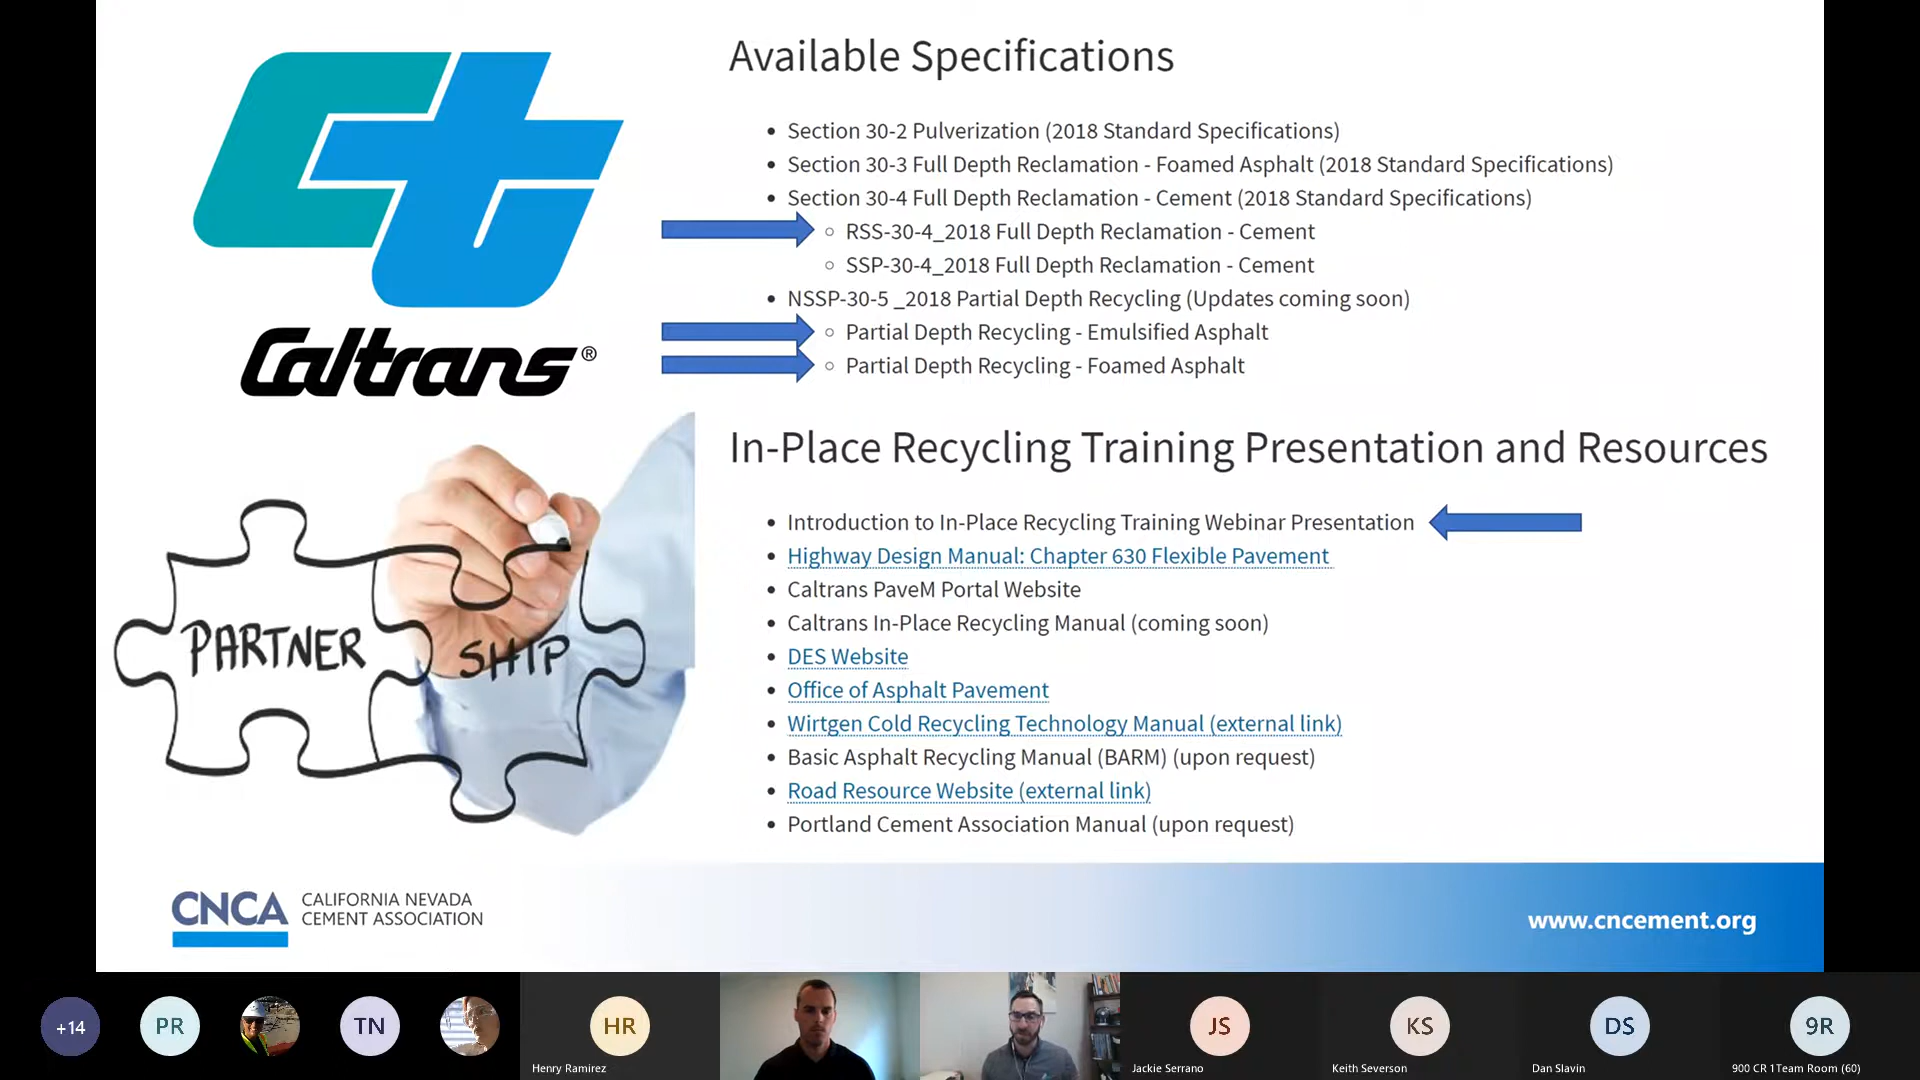 Ct
Caltrans®
Available Specifications
Section 30-2 Pulverization (2018 Standard Specifications)
Section 30-3 Full Depth Reclamation - Foamed Asphalt (2018 Standard Specifications)
Section 30-4 Full Depth Reclamation - Cement (2018 Standard Specifications)
RSS-30-4_2018 Full Depth Reclamation - Cement
SSP-30-4_2018 Full Depth Reclamation - Cement
NSSP-30-5 _2018 Partial Depth Recycling (Updates coming soon)
Partial Depth Recycling - Emulsified Asphalt
Partial Depth Recycling - Foamed Asphalt
PARTNER SHIP
In-Place Recycling Training Presentation and Resources
Introduction to In-Place Recycling Training Webinar Presentation
Highway Design Manual: Chapter 630 Flexible Pavement
Caltrans PaveM Portal Website
Caltrans In-Place Recycling Manual (coming soon)
DES Website
Office of Asphalt Pavement
Wirtgen Cold Recycling Technology Manual (external link)
Basic Asphalt Recycling Manual (BARM) (upon request)
Road Resource Website (external link)
Portland Cement Association Manual (upon request)
CNCA
CALIFORNIA NEVADA
CEMENT ASSOCIATION
www.cncement.org
+14
PR
TN
HR
Henry Ramirez
JS
Jackie Serrano
KS
Keith Severson
DS
Dan Slavin
9R
900 CR 1Team Room (60)